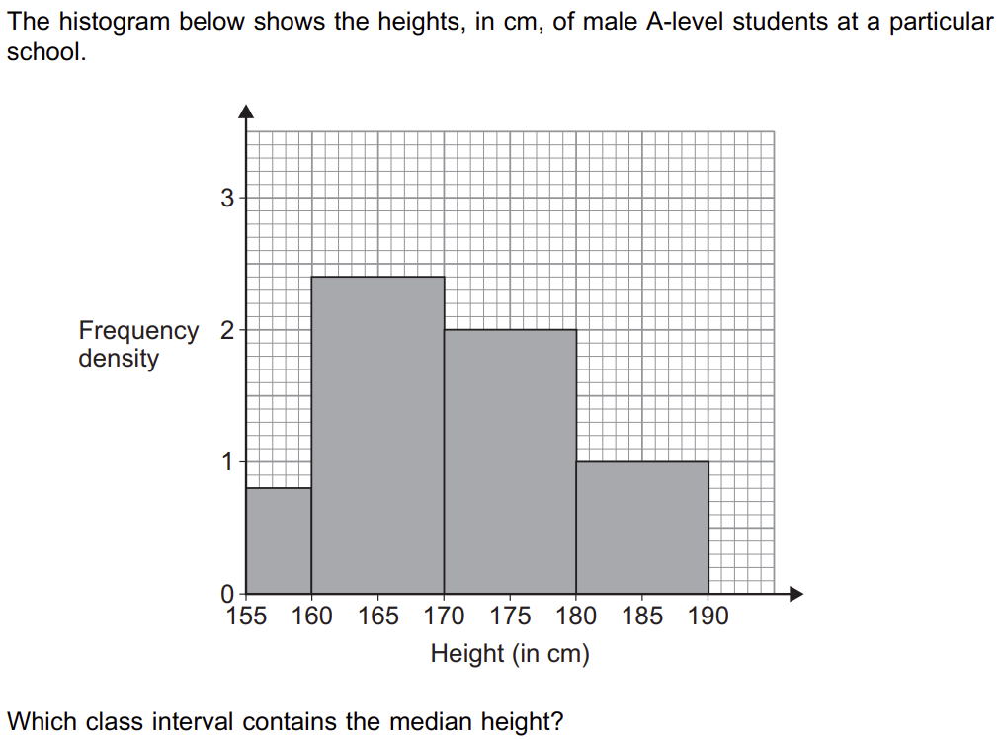 The histogram below shows the heights, in cm, of male A-level students at a particular
school.
3
Frequency 2
density
1
0
155 160 165 170 175 180 185 190
Height (in cm)
Which class interval contains the median height?